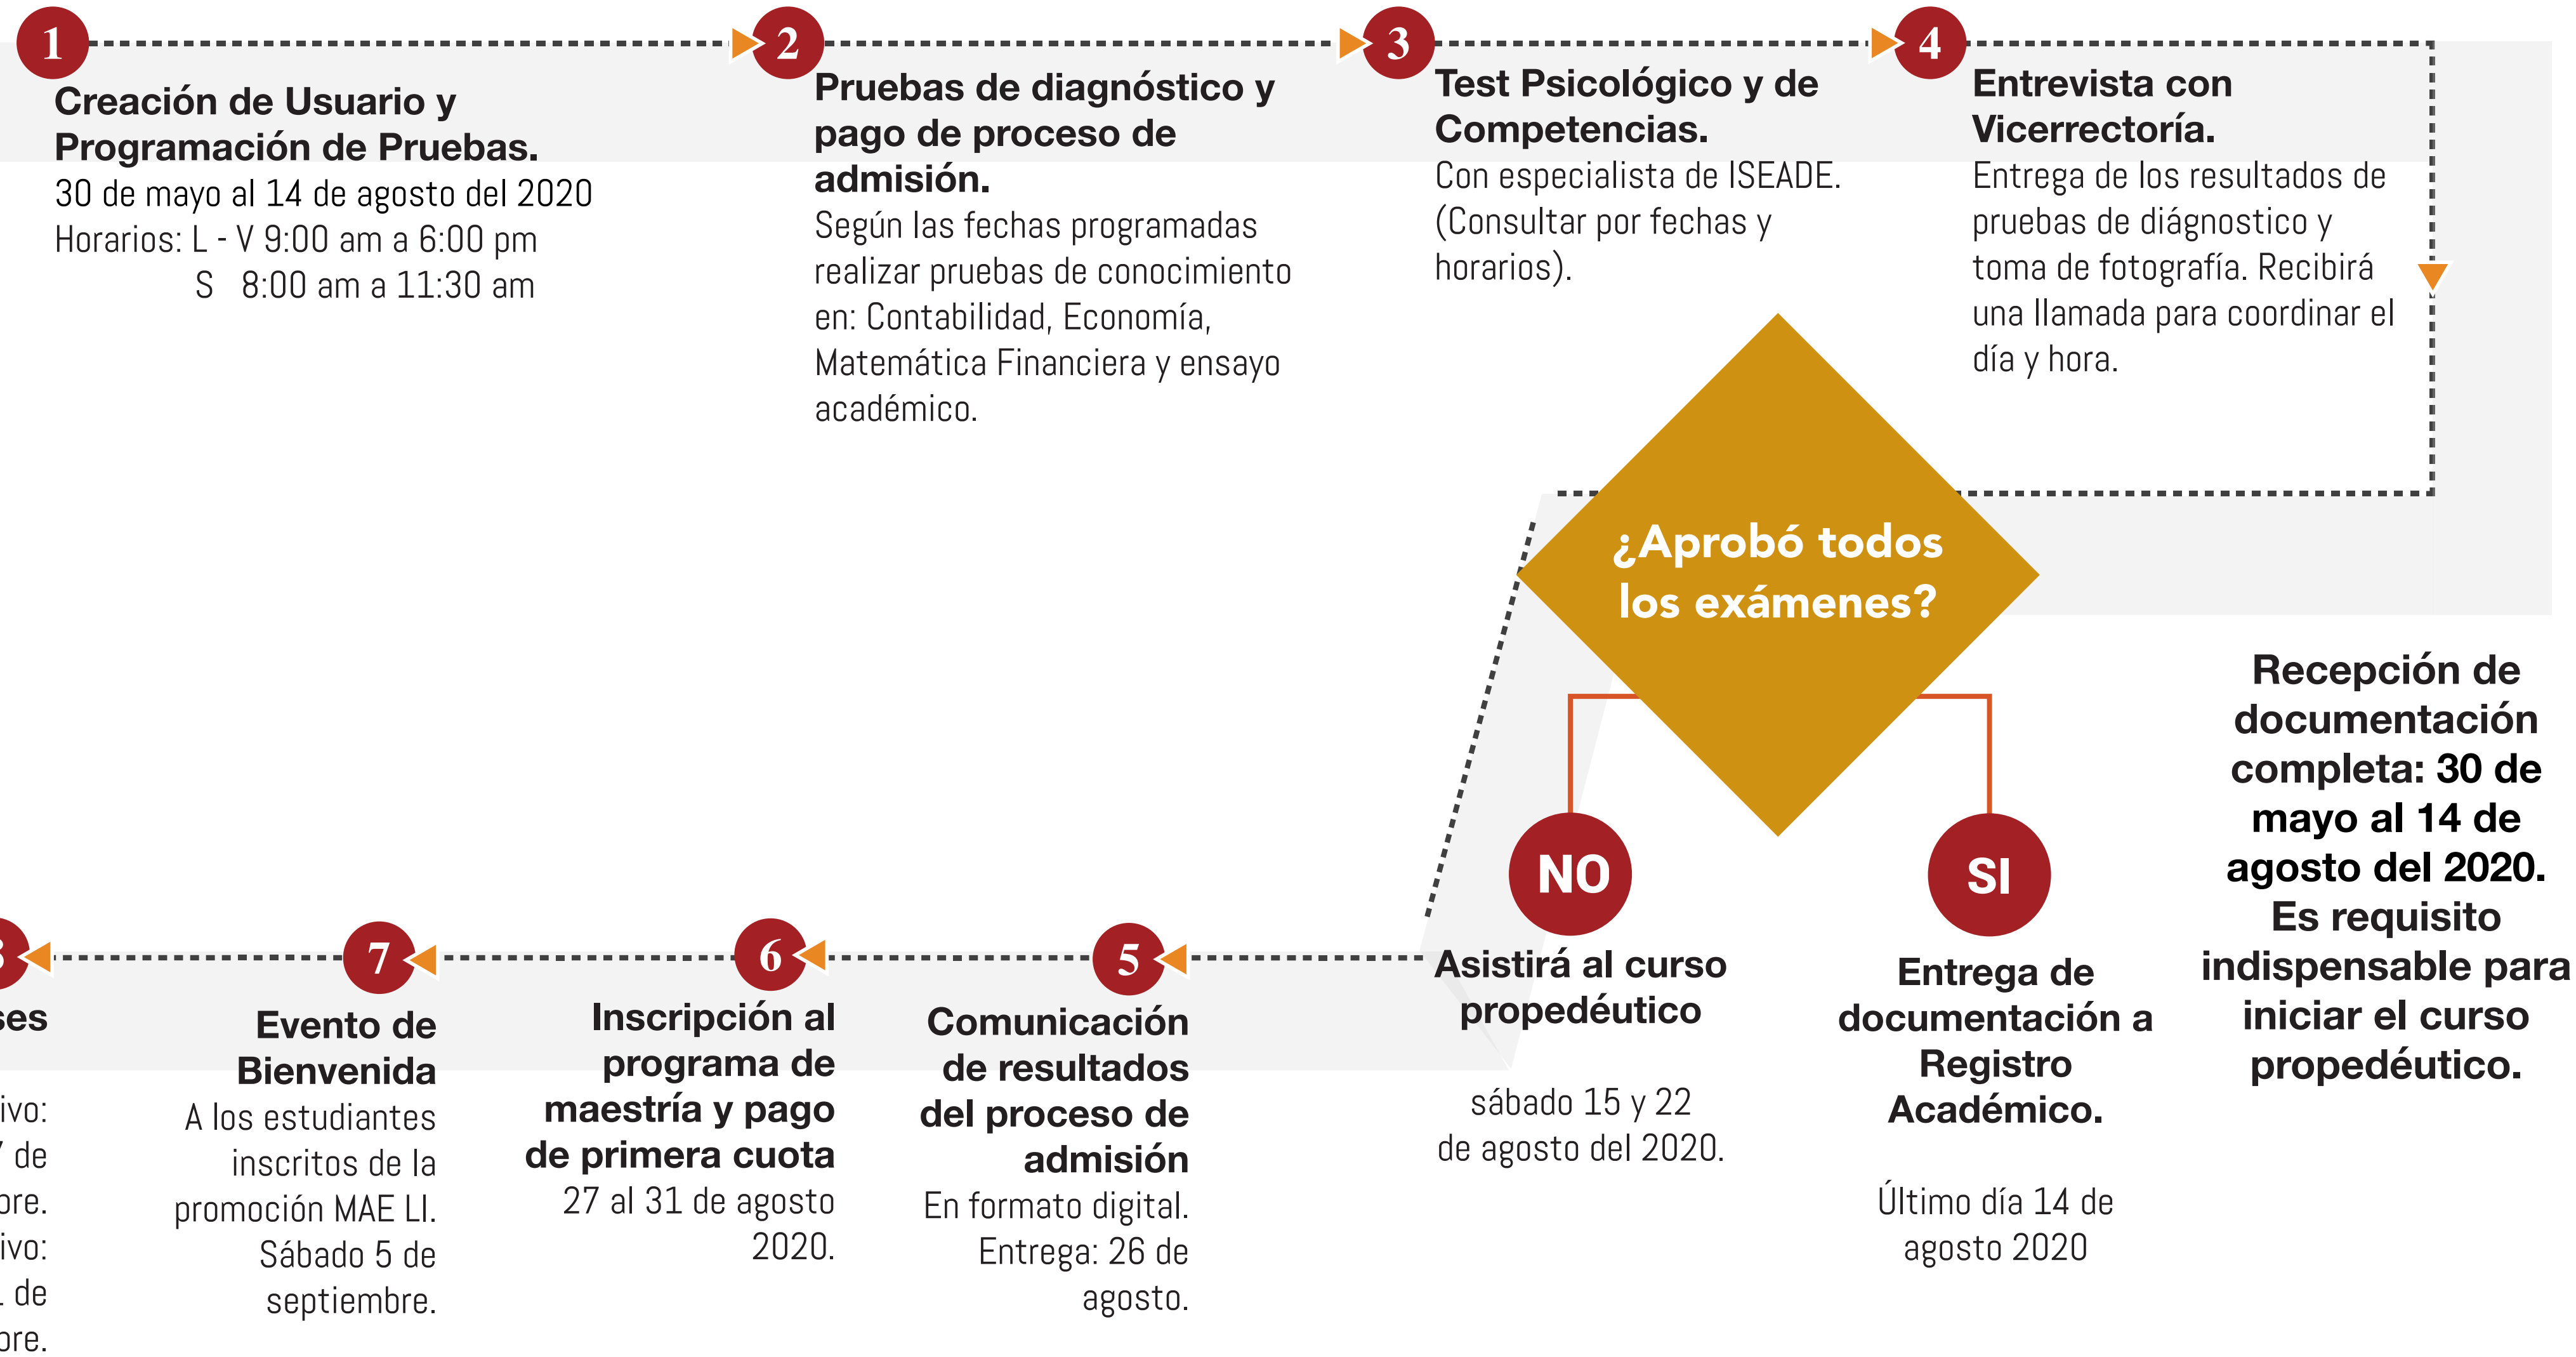 1
Creación de Usuario y
Programación de Pruebas.
30 de mayo al 14 de agosto del 2020
Horarios: L - V 9:00 am a 6:00 pm
S 8:00 am a 11:30 am
2
Pruebas de diagnóstico y
pago de proceso de
admisión.
Según las fechas programadas
realizar pruebas de conocimiento
en: Contabilidad, Economía,
Matemática Financiera y ensayo
académico.
3
Test Psicológico y de
Competencias.
Con especialista de ISEADE.
(Consultar por fechas y
horarios).
4
Entrevista con
Vicerrectoría.
Entrega de los resultados de
pruebas de diágnostico y
toma de fotografía. Recibirá
una llamada para coordinar el
día y hora.
¿Aprobó todos
los exámenes?
NO
Asistirá al curso
propedéutico
sábado 15 y 22
de agosto del 2020.
SI
Entrega de
documentación a
Registro
Académico.
Último día 14 de
agosto 2020
Recepción de
documentación
completa: 30 de
mayo al 14 de
agosto del 2020.
Es requisito
indispensable para
iniciar el curso
propedéutico.
5
Comunicación
de resultados
del proceso de
admisión
En formato digital.
Entrega: 26 de
agosto.
6
Inscripción al
programa de
maestría y pago
de primera cuota
27 al 31 de agosto
2020.
7
Evento de
Bienvenida
A los estudiantes
inscritos de la
promoción MAE LI.
Sábado 5 de
septiembre.
de
de